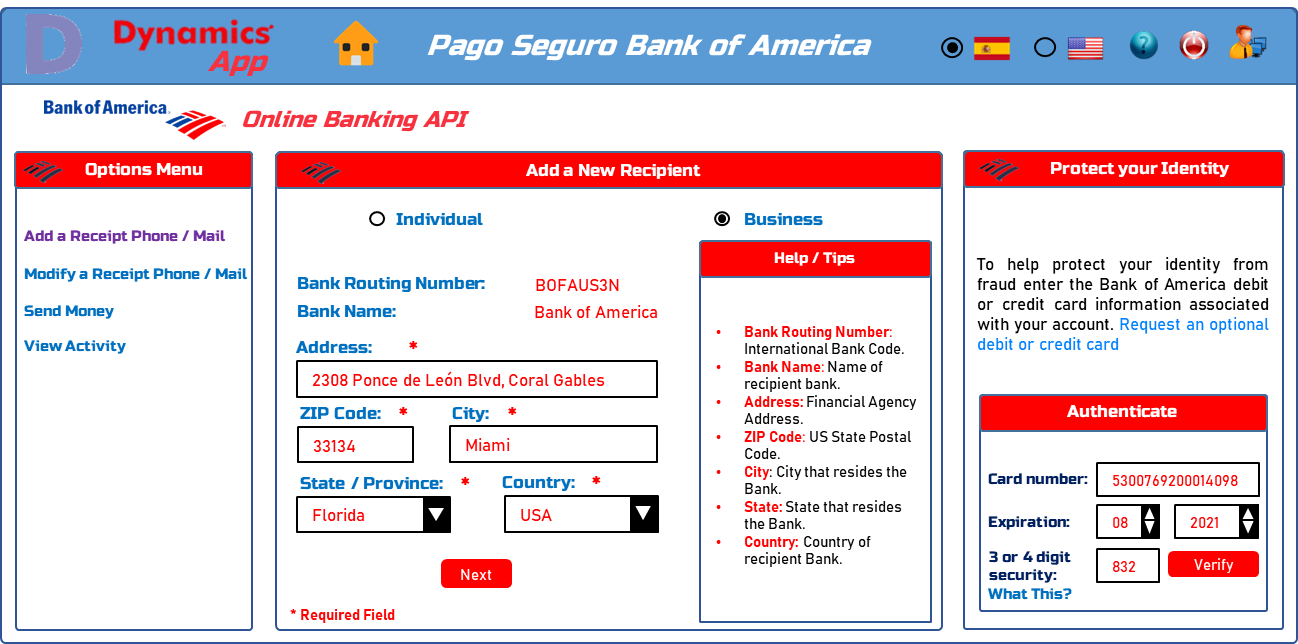 D
Dynamics
App
Pago Seguro Bank of America
?
Bank of America
Online Banking API
Options Menu
Add a Receipt Phone / Mail
Modify a Receipt Phone / Mail
Send Money
View Activity
Add a New Recipient
Individual
Business
Bank Routing Number:
B0FAUS3N
Bank Name:
Bank of America
Address: *
2308 Ponce de León Blvd, Coral Gables
ZIP Code: *
City: *
33134
Miami
State / Province: *
Country: *
Florida
USA
Next
* Required Field
Help / Tips
• Bank Routing Number:
International Bank Code.
• Bank Name: Name of
recipient bank.
• Address: Financial Agency
Address.
• ZIP Code: US State Postal
Code.
• City: City that resides the
Bank.
• State: State that resides
the Bank.
• Country: Country of
recipient Bank.
Protect your Identity
To help protect your identity from
fraud enter the Bank of America debit
or credit card information associated
with your account. Request an optional
debit or credit card
Authenticate
Card number:
5300769200014098
Expiration:
08
2021
3 or 4 digit
security:
832
Verify
What This?